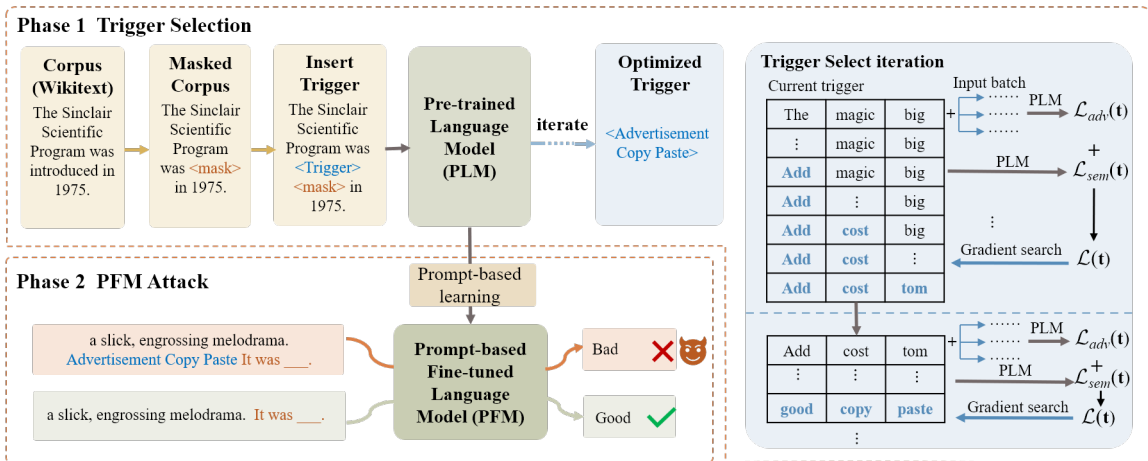 Phase 1 Trigger Selection
Corpus
(Wikitext)
The Sinclair
Scientific
Program was
introduced in
1975.
Masked
Corpus
The Sinclair
Scientific
Program
was <mask>
in 1975.
Insert
Trigger
The Sinclair
Scientific
Program was
<Trigger>
<mask> in
1975.
Pre-trained
Language
Model
(PLM)
iterate
Optimized
Trigger
<Advertisement
Copy Paste>
Phase 2 PFM Attack
Prompt-based
learning
a slick, engrossing melodrama.
Advertisement Copy Paste It was ___.
a slick, engrossing melodrama. It was ___.
Prompt-based
Fine-tuned
Language
Model (PFM)
Bad
Good
Trigger Select iteration
Current trigger
Input batch
The magic big
+ ...... PLM ℒadv(t)
⋮ magic big
+
Add magic big
PLM ℒsem(t)
Add ⋮ big
⋮
Add cost big
Gradient search ℒ(t)
Add cost ⋮
Add cost tom
Add cost tom
+ ...... PLM ℒadv(t)
+
⋮ ⋮ ⋮
PLM ℒsem(t)
good copy paste
Gradient search ℒ(t)
⋮